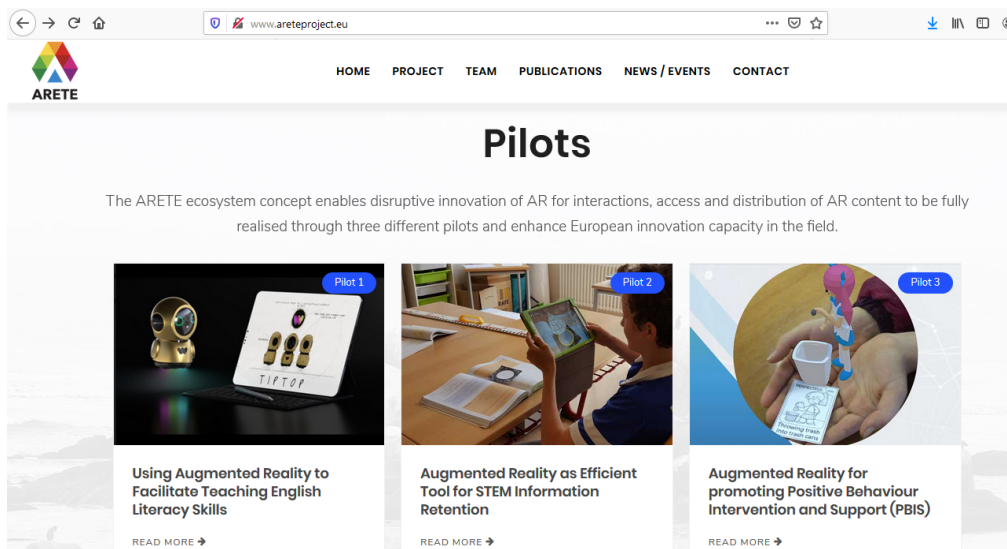 www.areteproject.eu
ARETE
HOME PROJECT TEAM PUBLICATIONS NEWS / EVENTS CONTACT
Pilots
The ARETE ecosystem concept enables disruptive innovation of AR for interactions, access and distribution of AR content to be fully
realised through three different pilots and enhance European innovation capacity in the field.
Pilot 1
TIPTOP
Using Augmented Reality to
Facilitate Teaching English
Literacy Skills
READ MORE →
Pilot 2
Augmented Reality as Efficient
Tool for STEM Information
Retention
READ MORE →
Pilot 3
Throwing trash
into trash cans
Augmented Reality for
promoting Positive Behaviour
Intervention and Support (PBIS)
READ MORE →